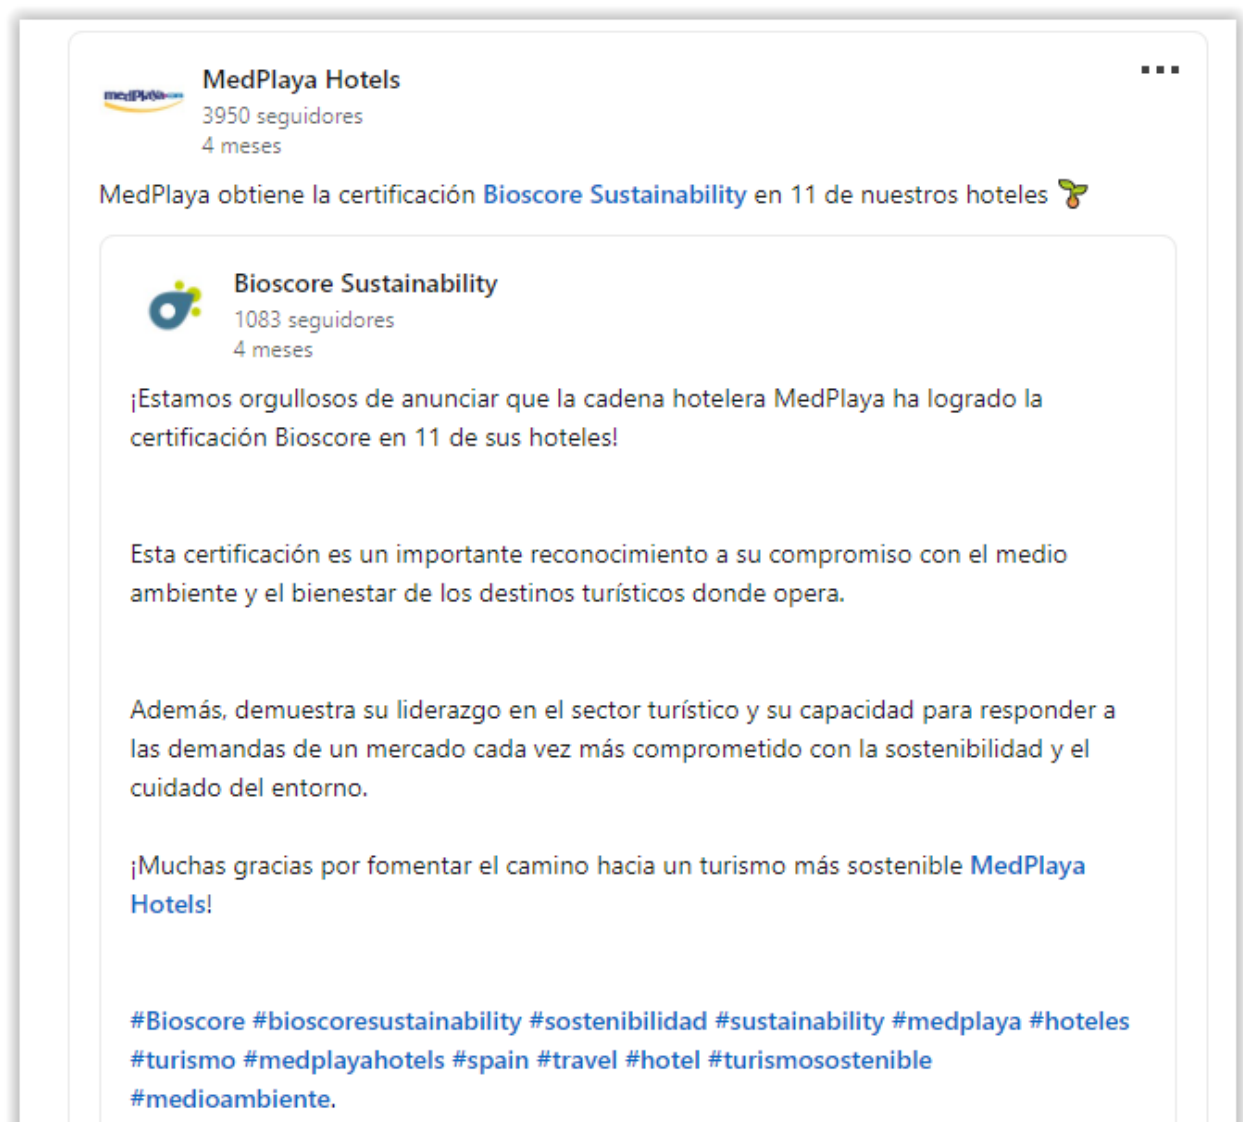 medPlaya.com
MedPlaya Hotels
3950 seguidores
4 meses
MedPlaya obtiene la certificación Bioscore Sustainability en 11 de nuestros hoteles
Bioscore Sustainability
1083 seguidores
4 meses
¡Estamos orgullosos de anunciar que la cadena hotelera MedPlaya ha logrado la
certificación Bioscore en 11 de sus hoteles!
Esta certificación es un importante reconocimiento a su compromiso con el medio
ambiente y el bienestar de los destinos turísticos donde opera.
Además, demuestra su liderazgo en el sector turístico y su capacidad para responder a
las demandas de un mercado cada vez más comprometido con la sostenibilidad y el
cuidado del entorno.
¡Muchas gracias por fomentar el camino hacia un turismo más sostenible MedPlaya
Hotels!
#Bioscore #bioscoresustainability #sostenibilidad #sustainability #medplaya #hoteles
#turismo #medplayahotels #spain #travel #hotel #turismosostenible
#medioambiente.